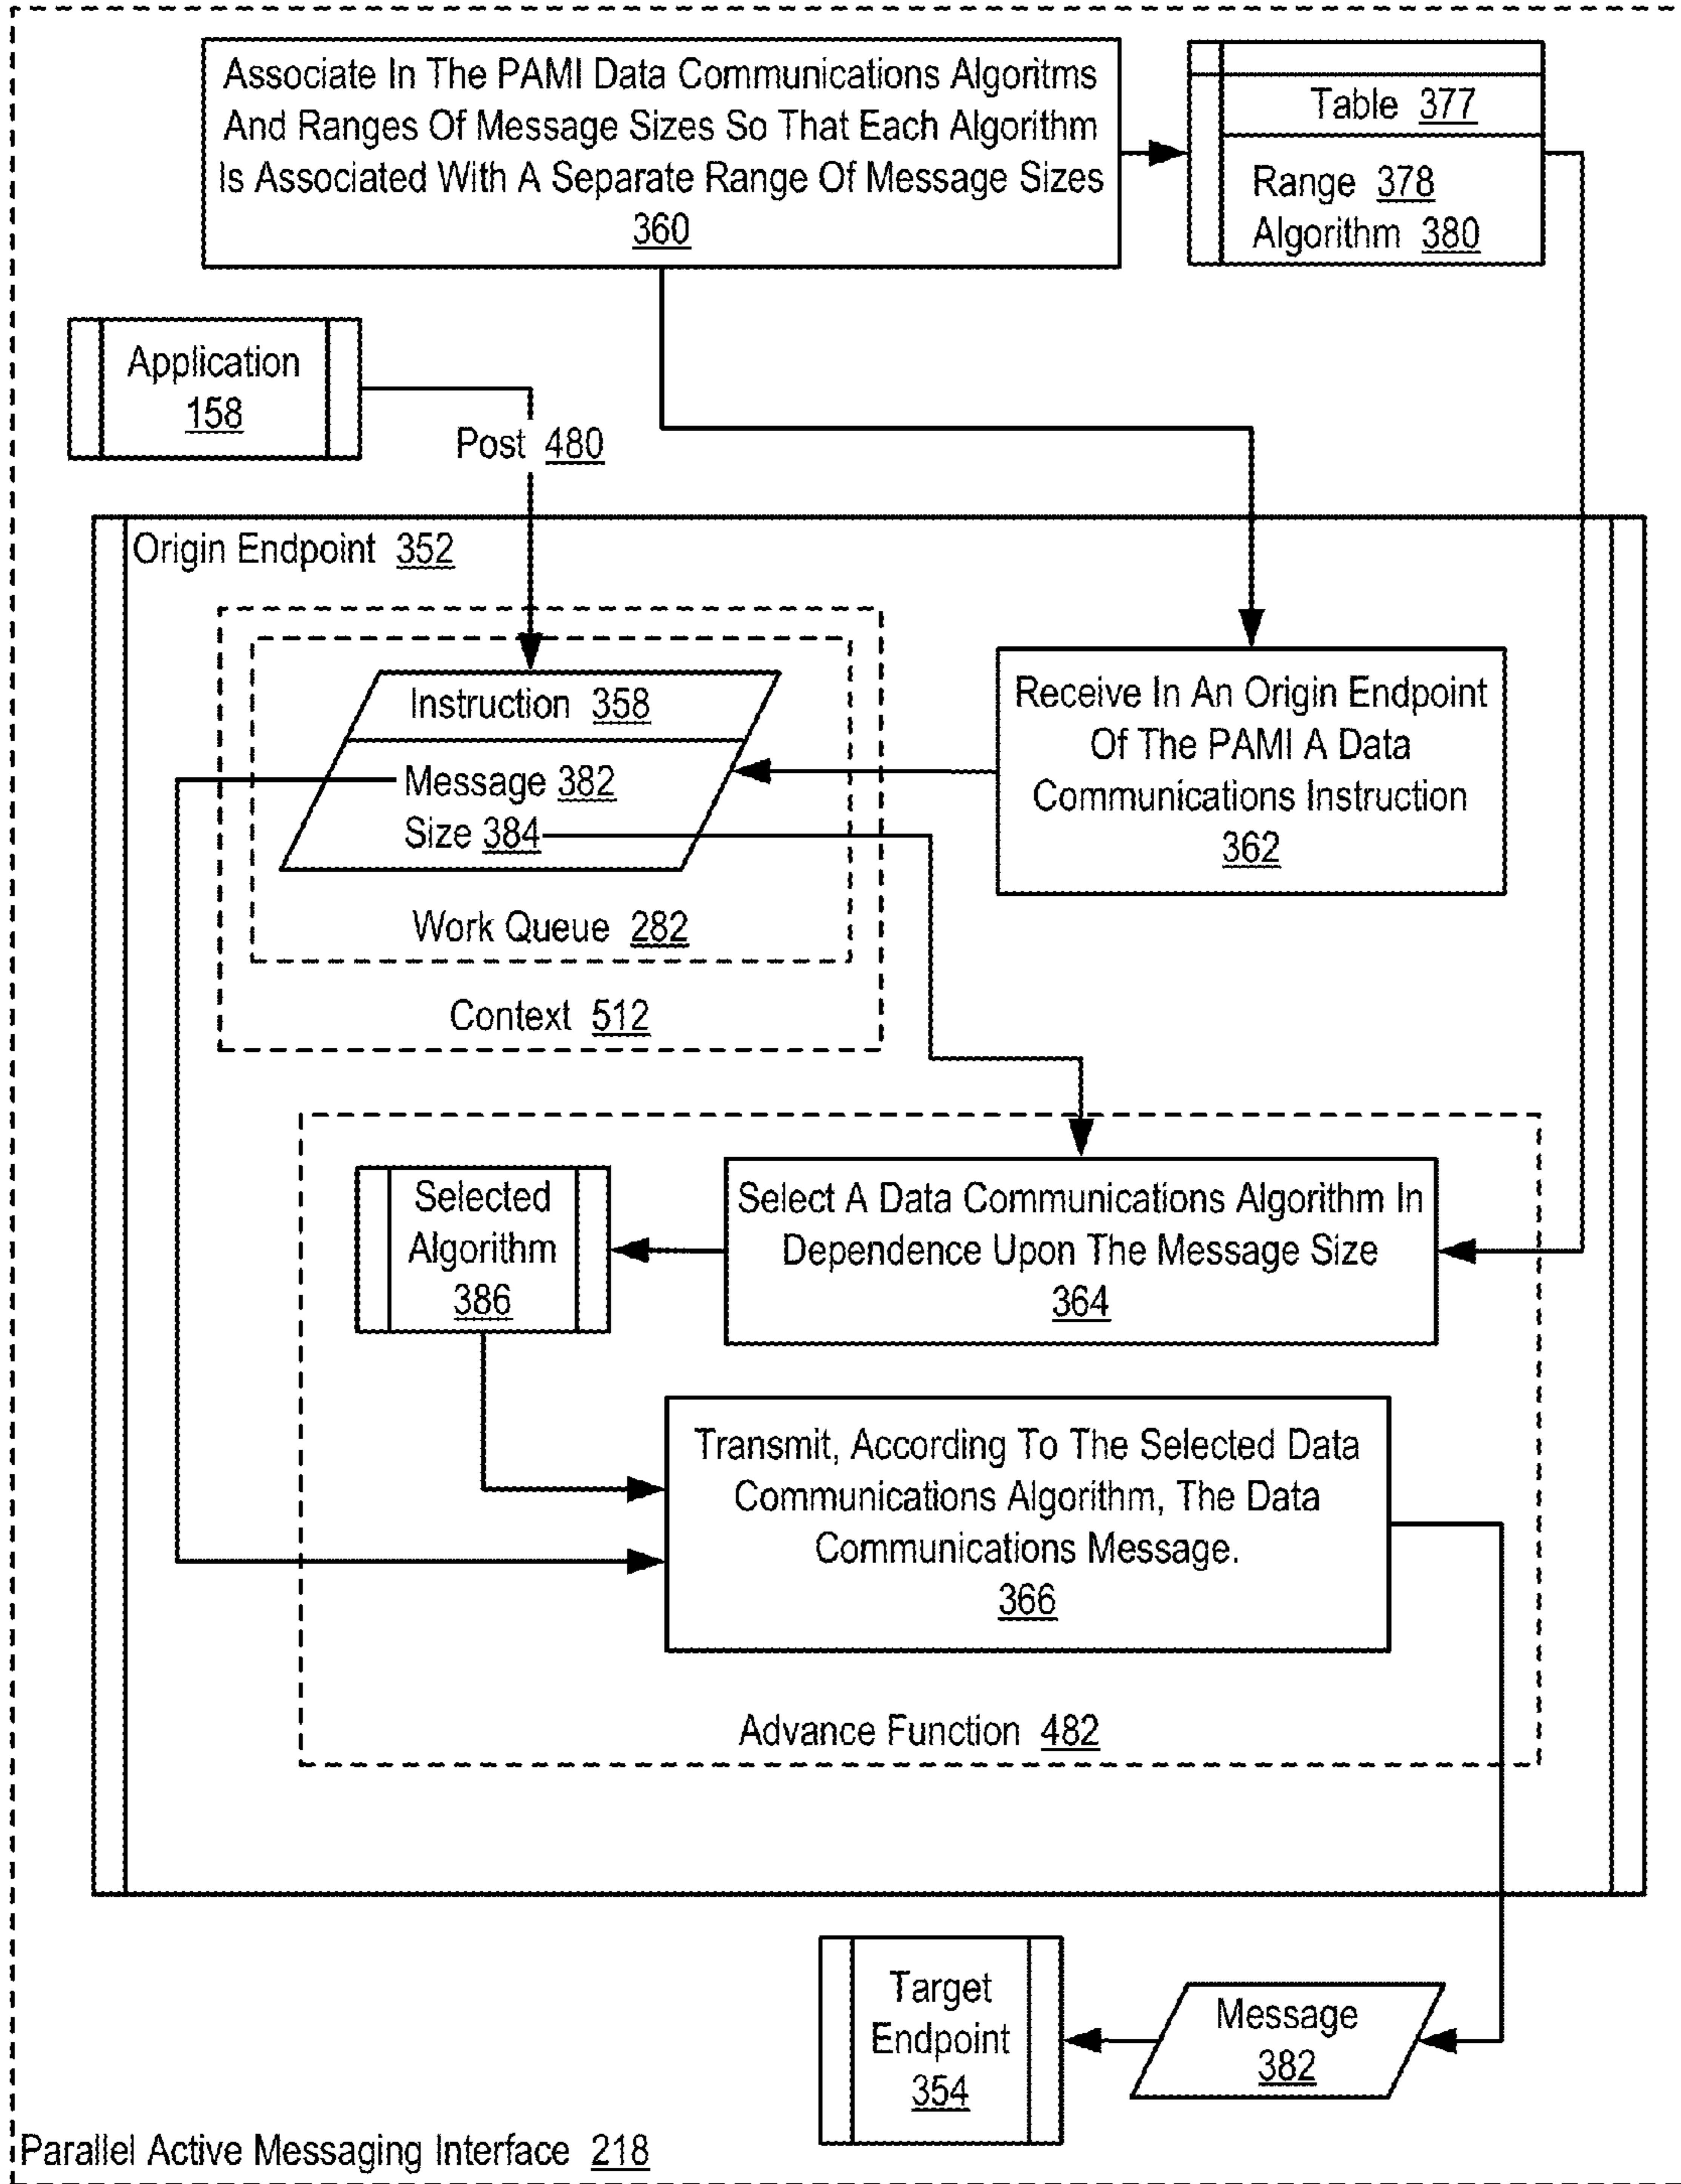 Associate In The PAMI Data Communications Algoritms
And Ranges Of Message Sizes So That Each Algorithm
Is Associated With A Separate Range Of Message Sizes
360
Table 377
Range 378
Algorithm 380
Application
158
Post 480
Origin Endpoint 352
Instruction 358
Message 382
Size 384
Work Queue 282
Context 512
Receive In An Origin Endpoint
Of The PAMI A Data
Communications Instruction
362
Selected
Algorithm
386
Select A Data Communications Algorithm In
Dependence Upon The Message Size
364
Transmit, According To The Selected Data
Communications Algorithm, The Data
Communications Message.
366
Advance Function 482
Target
Endpoint
354
Message
382
Parallel Active Messaging Interface 218